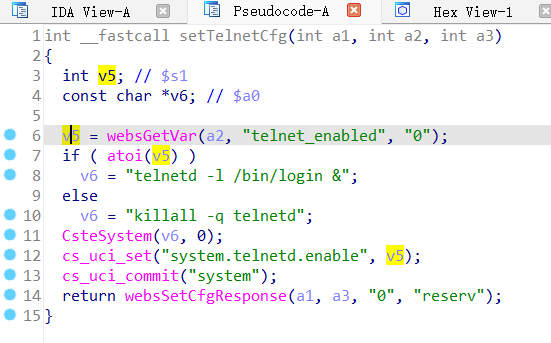 IDA View-A Pseudocode-A Hex View-1
1 int __fastcall setTelnetCfg(int a1, int a2, int a3)
2 {
3 int v5; // $s1
4 const char *v6; // $a0
5
6 v5 = websGetVar(a2, "telnet_enabled", "0");
7 if ( atoi(v5) )
8 v6 = "telnetd -l /bin/login &";
9 else
10 v6 = "killall -q telnetd";
11 CsteSystem(v6, 0);
12 cs_uci_set("system.telnetd.enable", v5);
13 cs_uci_commit("system");
14 return websSetCfgResponse(a1, a3, "0", "reserv");
15 }